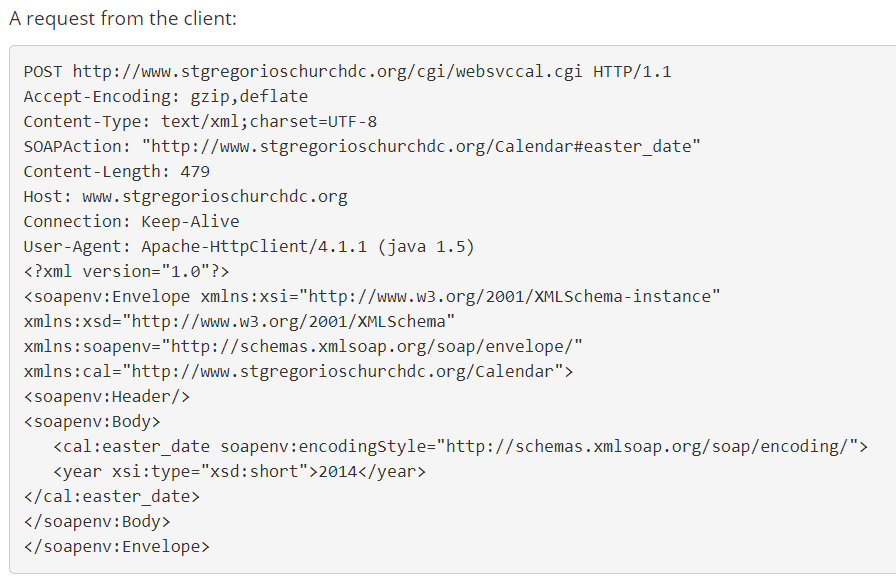 A request from the client:
POST http://www.stgregorioschurchdc.org/cgi/websvccal.cgi HTTP/1.1
Accept-Encoding: gzip,deflate
Content-Type: text/xml;charset=UTF-8
SOAPAction: "http://www.stgregorioschurchdc.org/Calendar#easter_date"
Content-Length: 479
Host: www.stgregorioschurchdc.org
Connection: Keep-Alive
User-Agent: Apache-HttpClient/4.1.1 (java 1.5)
<?xml version="1.0"?>
<soapenv:Envelope xmlns:xsi="http://www.w3.org/2001/XMLSchema-instance"
xmlns:xsd="http://www.w3.org/2001/XMLSchema"
xmlns:soapenv="http://schemas.xmlsoap.org/soap/envelope/"
xmlns:cal="http://www.stgregorioschurchdc.org/Calendar">
<soapenv:Header/>
<soapenv:Body>
   <cal:easter_date soapenv:encodingStyle="http://schemas.xmlsoap.org/soap/encoding/">
   <year xsi:type="xsd:short">2014</year>
</cal:easter_date>
</soapenv:Body>
</soapenv:Envelope>